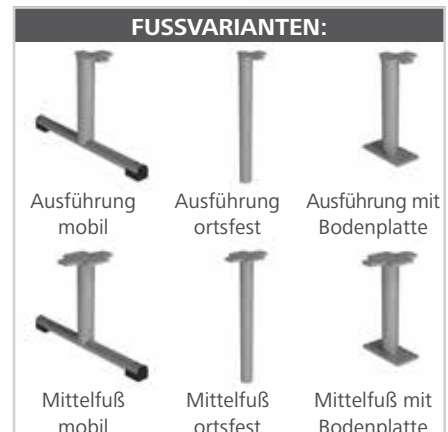 FUSSVARIANTEN:
Ausführung mobil
Ausführung ortsfest
Ausführung mit Bodenplatte
Mittelfuß mobil
Mittelfuß ortsfest
Mittelfuß mit Bodenplatte